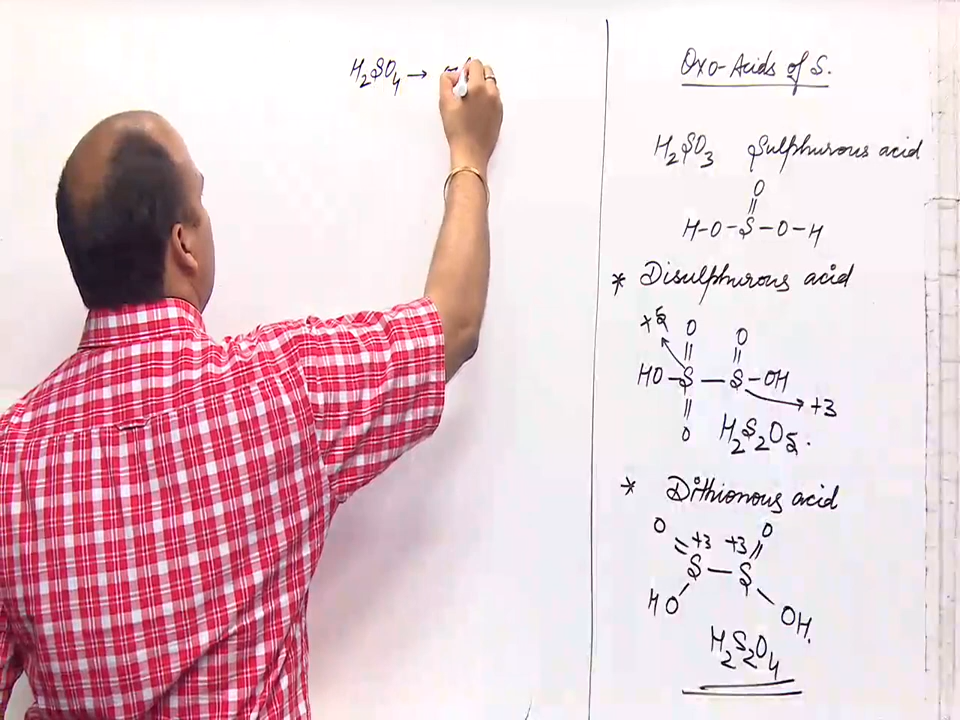 H2SO4 →
Oxo-Acids of S.
H2SO3 Sulphurous acid
O
H-O-S-O-H
* Disulphurous acid
+5 O O
HO-S-S-OH
+3
O H2S2O5.
* Dithionous acid
O +3 +3 O
S-S
HO OH.
H2S2O4